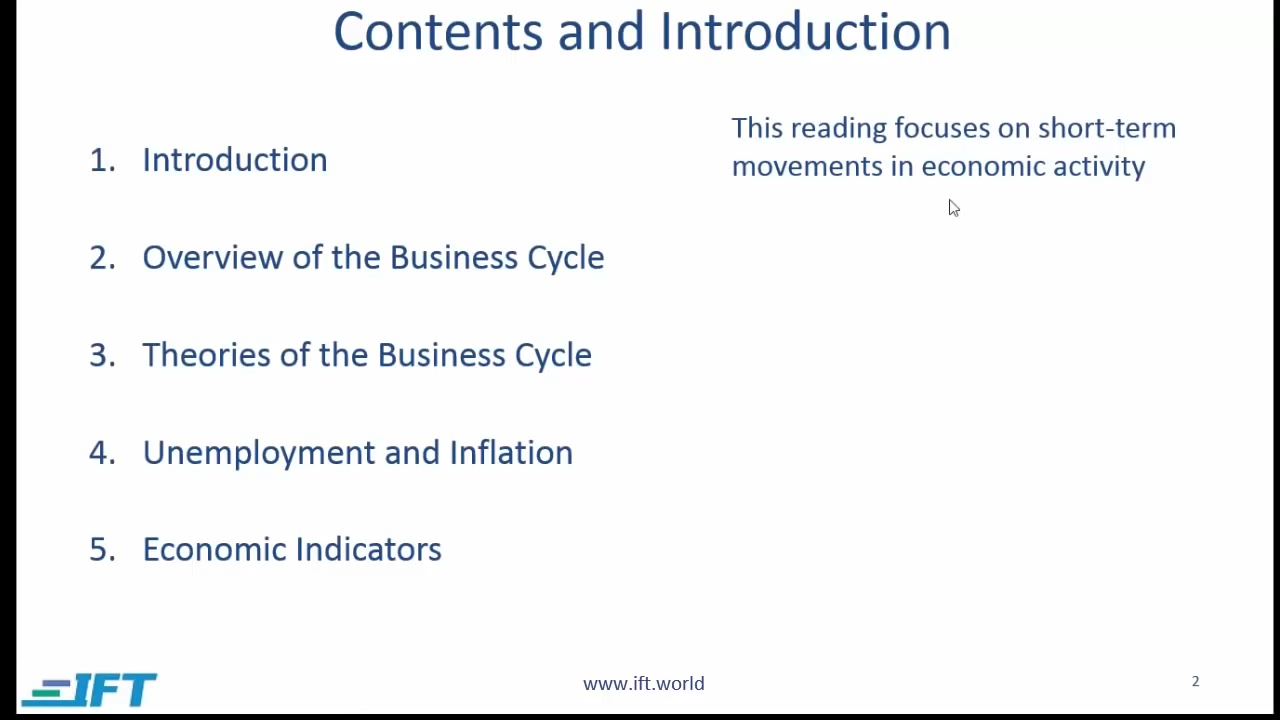 Contents and Introduction
1. Introduction
2. Overview of the Business Cycle
3. Theories of the Business Cycle
4. Unemployment and Inflation
5. Economic Indicators
This reading focuses on short-term
movements in economic activity
IFT
www.ift.world
2